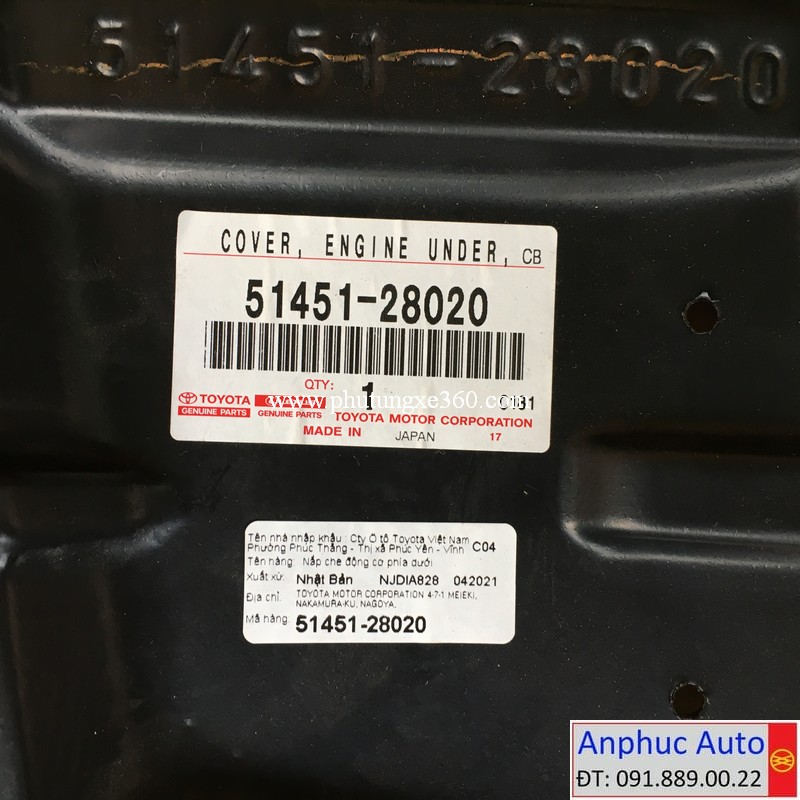 51451-28020
COVER, ENGINE UNDER, CB
51451-28020
QTY: 1
www.phutungxe360.com
TOYOTA
GENUINE PARTS
GENUINE PARTS
TOYOTA MOTOR CORPORATION
MADE IN JAPAN 17
Tên nhà nhập khẩu : Cty Ô tô Toyota Việt Nam
Phường Phúc Thắng - Thị xã Phúc Yên - Vĩnh C04
Tên hàng: Nắp che động cơ phía dưới
Xuất xứ: Nhật Bản NJDIA828 042021
Địa chỉ: TOYOTA MOTOR CORPORATION 4-7-1 MEIEKI,
NAKAMURA-KU, NAGOYA,
Mã hàng: 51451-28020
Anphuc Auto
ĐT: 091.889.00.22